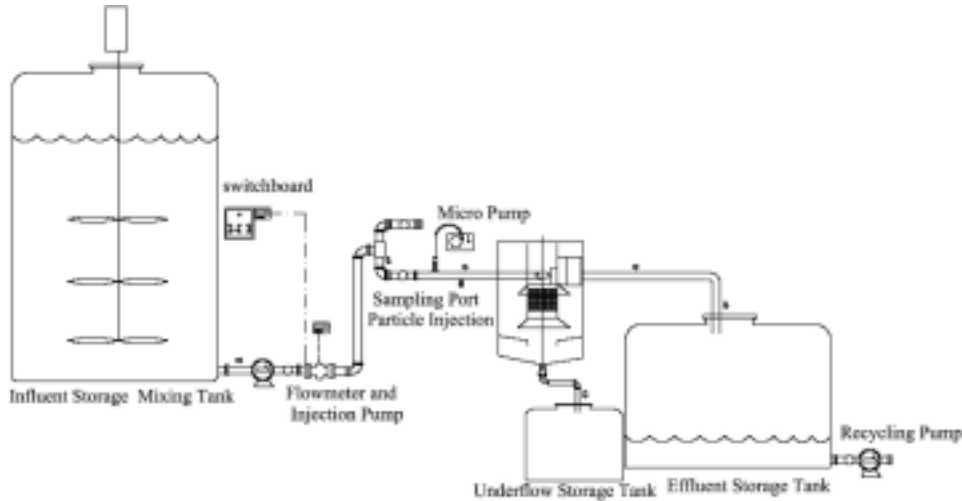 switchboard
Micro Pump
Sampling Port
Particle Injection
Influent Storage Mixing Tank
Flowmeter and
Injection Pump
Recycling Pump
Underflow Storage Tank
Effluent Storage Tank